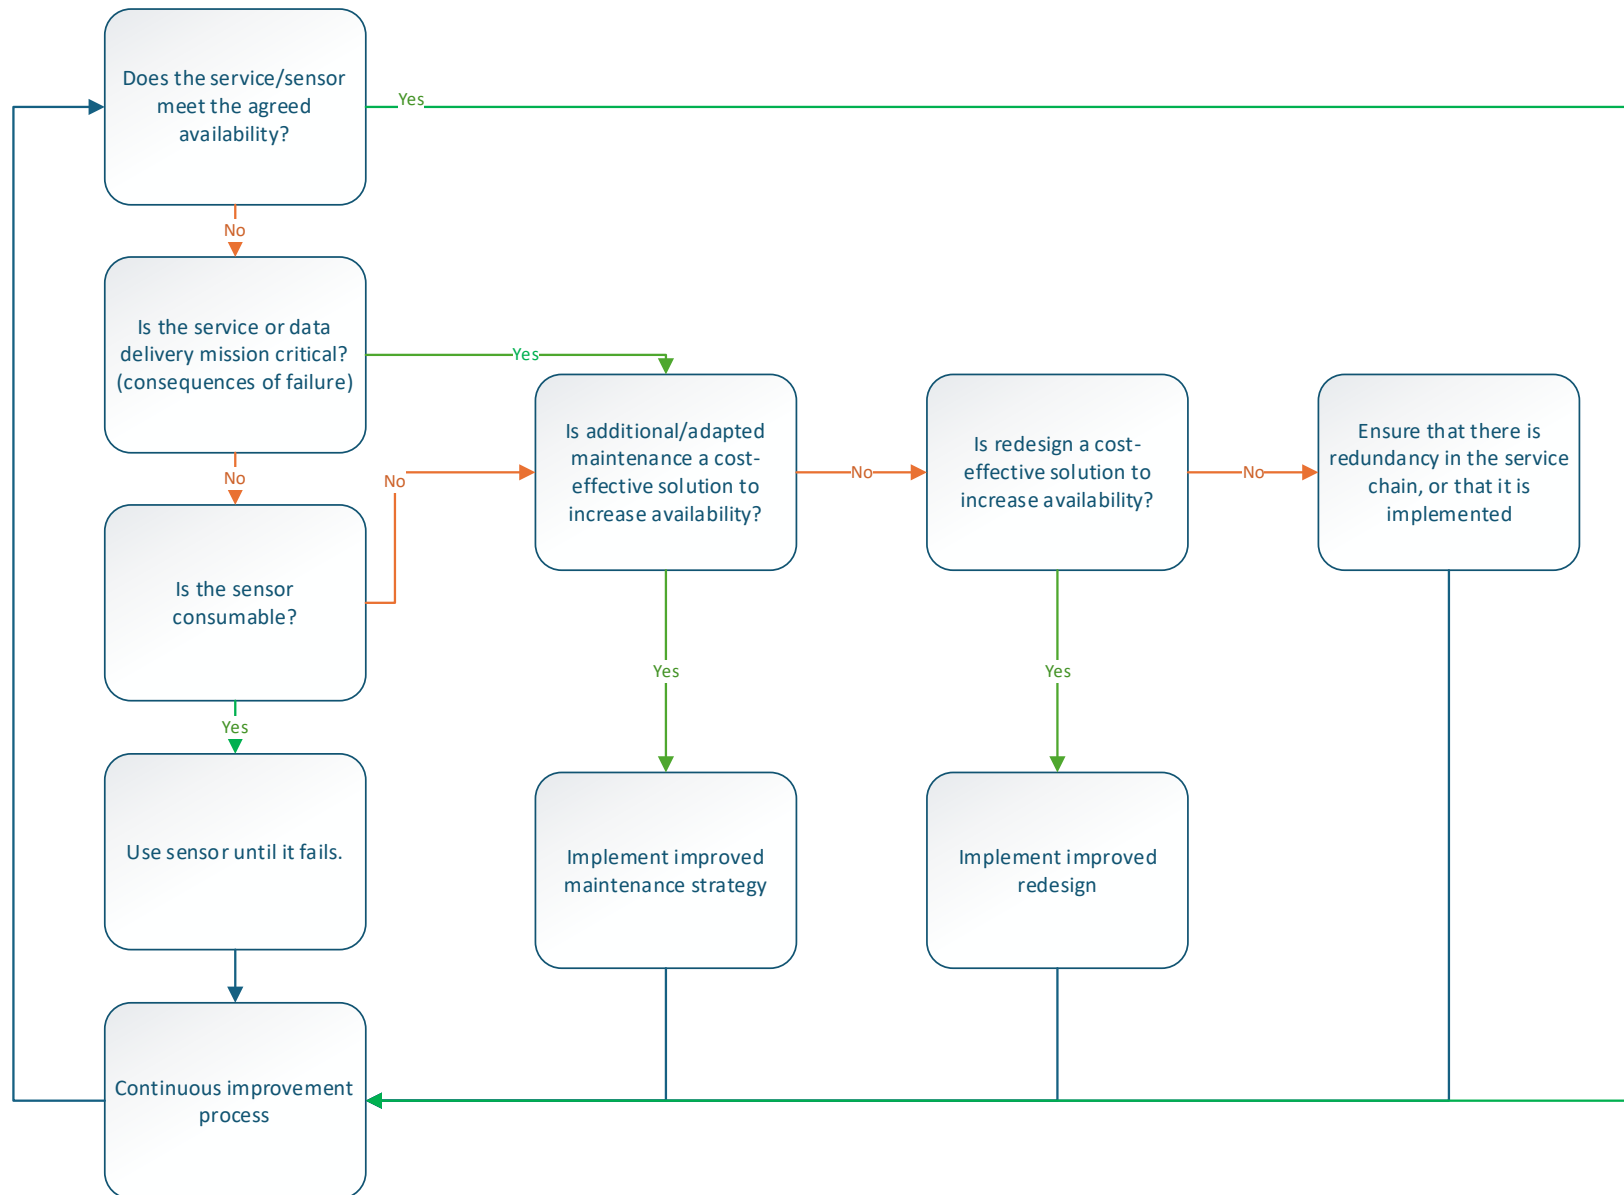 Does the service/sensor
meet the agreed
availability?
Yes
No
Is the service or data
delivery mission critical?
(consequences of failure)
Yes
No
Is the sensor
consumable?
No
Yes
Use sensor until it fails.
Continuous improvement
process
Is additional/adapted
maintenance a cost-
effective solution to
increase availability?
No
Yes
Implement improved
maintenance strategy
Is redesign a cost-
effective solution to
increase availability?
No
Yes
Implement improved
redesign
Ensure that there is
redundancy in the service
chain, or that it is
implemented